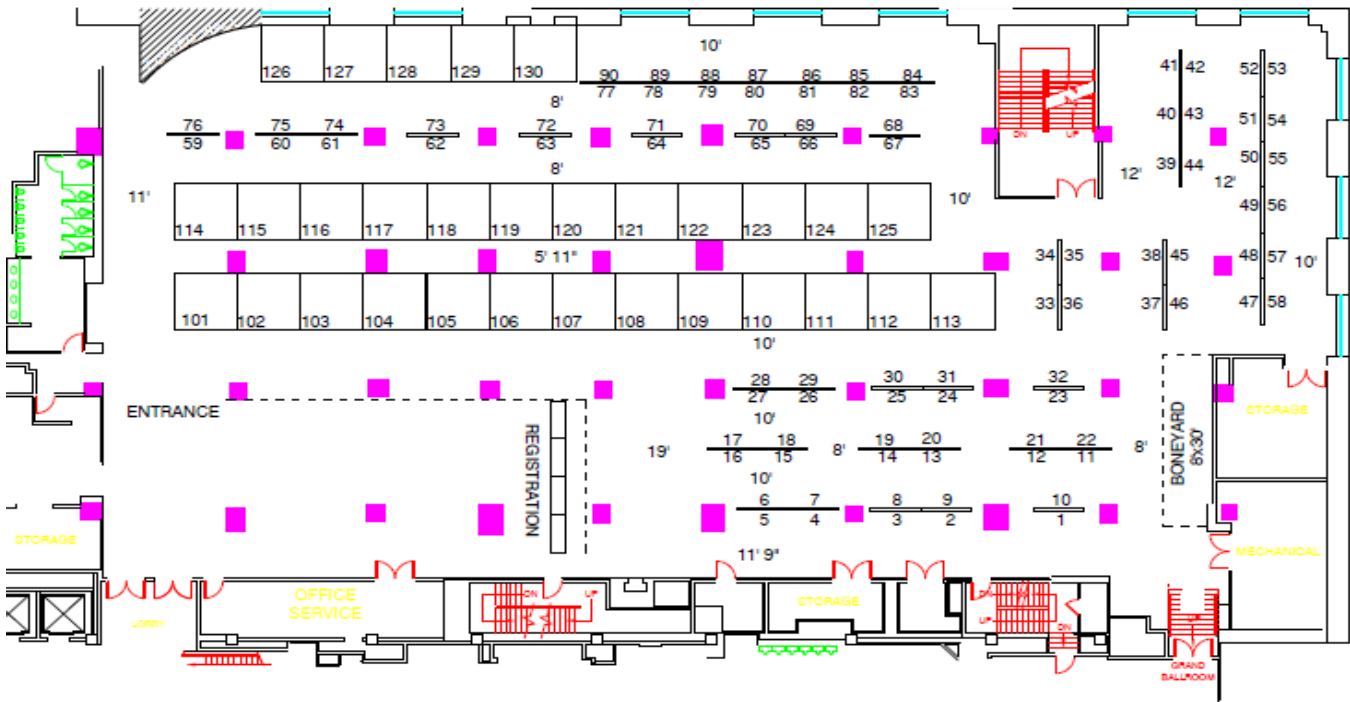 10'
126 127 128 129 130
90 89 88 87 86 85 84
77 78 79 80 81 82 83
41 42
52 53
8'
40 43
51 54
76 75 74 73 72 71 70 69 68
59 60 61 62 63 64 65 66 67
DN UP
39 44
50 55
8'
12'
12'
11'
10'
49 56
114 115 116 117 118 119 120 121 122 123 124 125
5' 11"
34 35
38 45
48 57
10'
33 36
37 46
47 58
101 102 103 104 105 106 107 108 109 110 111 112 113
10'
28 29 30 31 32
27 26 25 24 23
ENTRANCE
10'
STORAGE
REGISTRATION
19'
17 18 19 20 21 22
16 15 14 13 12 11
8'
8'
BONEYARD
8'x30'
10'
6 7 8 9 10
5 4 3 2 1
STORAGE
11' 9"
MECHANICAL
OFFICE
SERVICE
LOBBY
DN UP
STORAGE
DN
UP
DN
UP
GRAND
BALLROOM